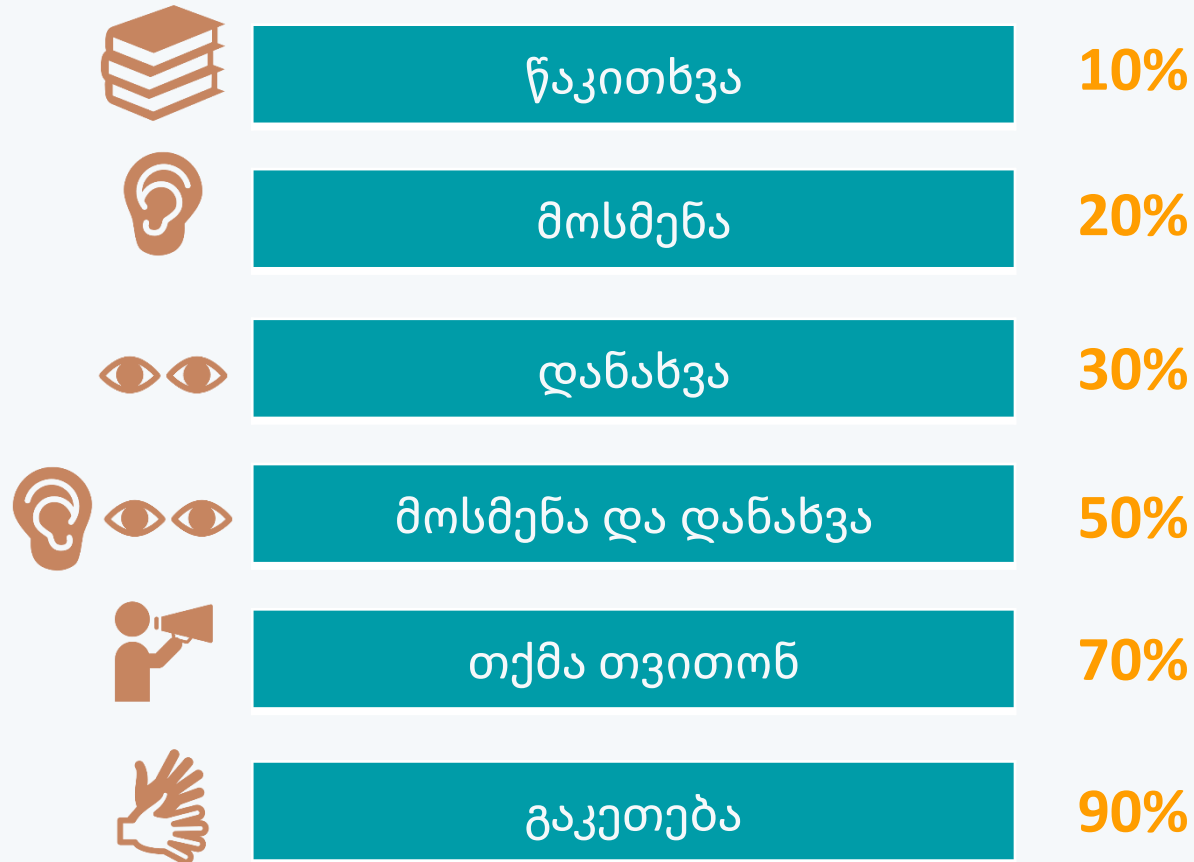 წაკითხვა 10%
მოსმენა 20%
დანახვა 30%
მოსმენა და დანახვა 50%
თქმა თვითონ 70%
გაკეთება 90%